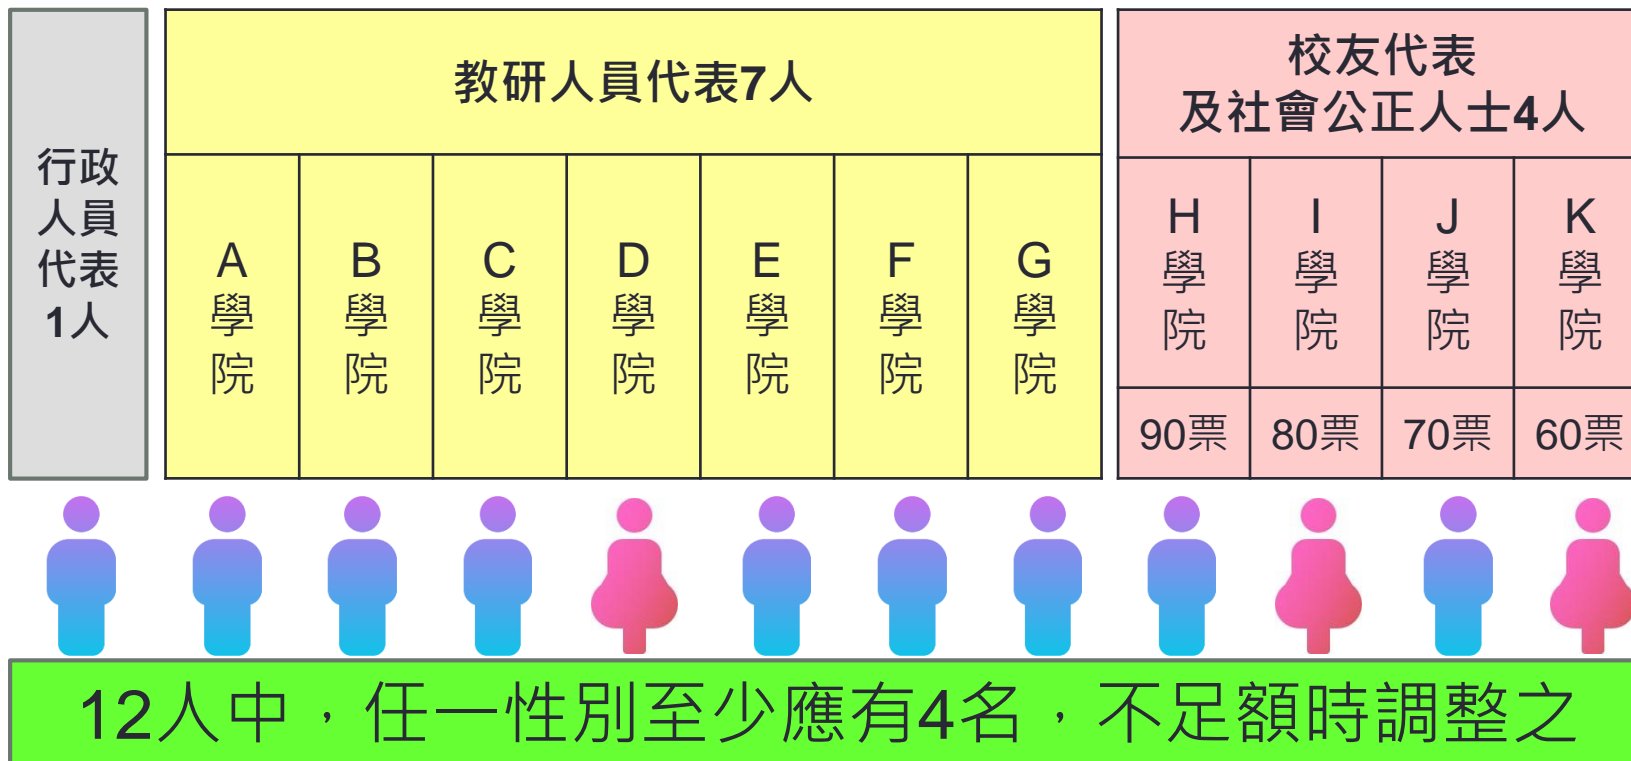 行政
人員
代表
1人
教研人員代表7人
A
學
院
B
學
院
C
學
院
D
學
院
E
學
院
F
學
院
G
學
院
校友代表
及社會公正人士4人
H
學
院
I
學
院
J
學
院
K
學
院
90票
80票
70票
60票
12人中，任一性別至少應有4名，不足額時調整之